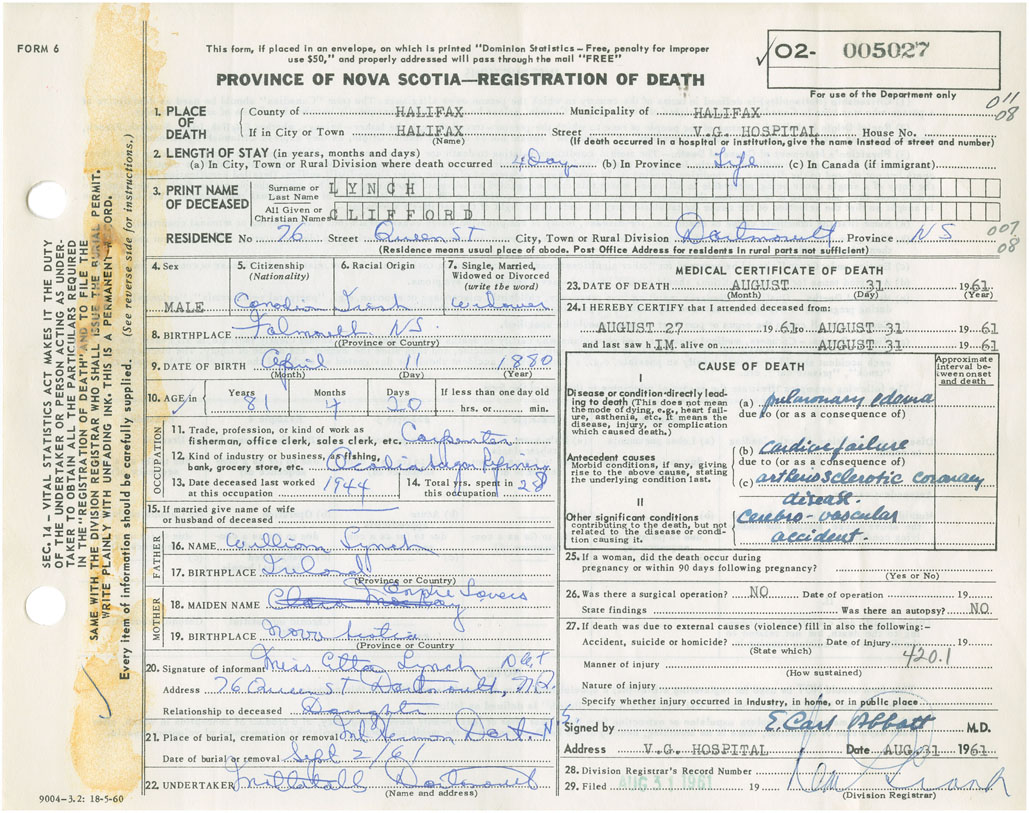 FORM 6
This form, if placed in an envelope, on which is printed "Dominion Statistics—Free, penalty for improper
use $50," and properly addressed will pass through the mail "FREE"
PROVINCE OF NOVA SCOTIA—REGISTRATION OF DEATH
✓ 02- 005027
For use of the Department only
011
08
1. PLACE OF DEATH
County of HALIFAX Municipality of HALIFAX
If in City or Town HALIFAX Street V.G. HOSPITAL House No.
(Name) (If death occurred in a hospital or institution, give the name instead of street and number)
2. LENGTH OF STAY (in years, months and days)
(a) In City, Town or Rural Division where death occurred 4 Day (b) In Province Life (c) In Canada (if immigrant)
3. PRINT NAME OF DECEASED
Surname or Last Name LYNCH
All Given or Christian Names CLIFFORD
RESIDENCE No 76 Street Queen ST City, Town or Rural Division Dartmouth Province NS
007
08
(Residence means usual place of abode. Post Office Address for residents in rural parts not sufficient)
4. Sex MALE
5. Citizenship (Nationality) Canadian
6. Racial Origin Irish
7. Single, Married, Widowed or Divorced (write the word) widower
8. BIRTHPLACE Falmouth NS.
(Province or Country)
9. DATE OF BIRTH April 11 1880
(Month) (Day) (Year)
10. AGE in Years 81 Months 4 Days 20 If less than one day old
hrs. or min.
OCCUPATION
11. Trade, profession, or kind of work as
fisherman, office clerk, sales clerk, etc. Carpenter
12. Kind of industry or business, as fishing,
bank, grocery store, etc. Acadia Sugar Refining
13. Date deceased last worked at this occupation 1944
14. Total yrs. spent in this occupation 28
15. If married give name of wife
or husband of deceased
FATHER
16. NAME William Lynch
17. BIRTHPLACE Ireland
(Province or Country)
MOTHER
18. MAIDEN NAME
19. BIRTHPLACE Nova Scotia
(Province or Country)
20. Signature of informant Miss Etta Lynch
Address 76 Queen ST Dartmouth, N.S.
Relationship to deceased Daughter
21. Place of burial, cremation or removal Mt Hermon Dart. N S.
Date of burial or removal Sept 2/61
22. UNDERTAKER Dartmouth
(Name and address)
9004-3.2: 18-5-60
MEDICAL CERTIFICATE OF DEATH
23. DATE OF DEATH AUGUST 31 1961
(Month) (Day) (Year)
24. I HEREBY CERTIFY that I attended deceased from:
AUGUST 27 1961 to AUGUST 31 1961
and last saw h IM alive on AUGUST 31 1961
CAUSE OF DEATH
Approximate interval between onset and death
I
Disease or condition directly leading to death (This does not mean
the mode of dying, e.g., heart failure, asthenia, etc. It means the
disease, injury, or complication
which caused death.)
(a) pulmonary edema
due to (or as a consequence of)
Antecedent causes
Morbid conditions, if any, giving
rise to the above cause, stating
the underlying condition last.
(b) cardiac failure
due to (or as a consequence of)
(c) arteriosclerotic coronary
disease.
II
Other significant conditions
contributing to the death, but not
related to the disease or condition causing it.
Cerebro-vascular
accident.
25. If a woman, did the death occur during
pregnancy or within 90 days following pregnancy?
(Yes or No)
26. Was there a surgical operation? NO Date of operation 19
State findings Was there an autopsy? NO
27. If death was due to external causes (violence) fill in also the following:—
Accident, suicide or homicide? Date of injury 19
(State which)
420.1
Manner of injury
(How sustained)
Nature of injury
Specify whether injury occurred in industry, in home, or in public place
Signed by E. Carl Abbott M.D.
Address V.G. HOSPITAL Date AUG. 31 1961
28. Division Registrar's Record Number
29. Filed AUG 31 1961 19
(Division Registrar)
SEC. 14 – VITAL STATISTICS ACT MAKES IT THE DUTY
OF THE UNDERTAKER OR PERSON ACTING AS UNDERTAKER TO OBTAIN ALL THE PARTICULARS REQUIRED
IN THE "REGISTRATION OF DEATH" AND TO FILE THE
SAME WITH THE DIVISION REGISTRAR WHO SHALL ISSUE THE BURIAL PERMIT.
WRITE PLAINLY WITH UNFADING INK. THIS IS A PERMANENT RECORD.
Every item of information should be carefully supplied. (See reverse side for instructions.)